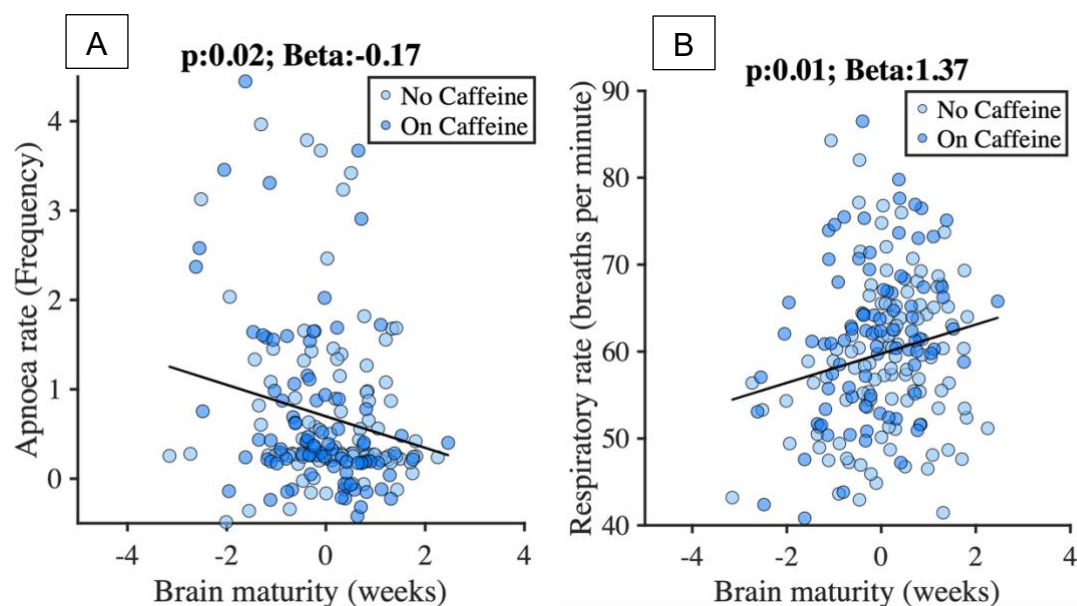 A
p:0.02; Beta:-0.17
No Caffeine
On Caffeine
Apnoea rate (Frequency)
4
3
2
1
0
-4 -2 0 2 4
Brain maturity (weeks)
B
p:0.01; Beta:1.37
No Caffeine
On Caffeine
Respiratory rate (breaths per minute)
90
80
70
60
50
40
-4 -2 0 2 4
Brain maturity (weeks)